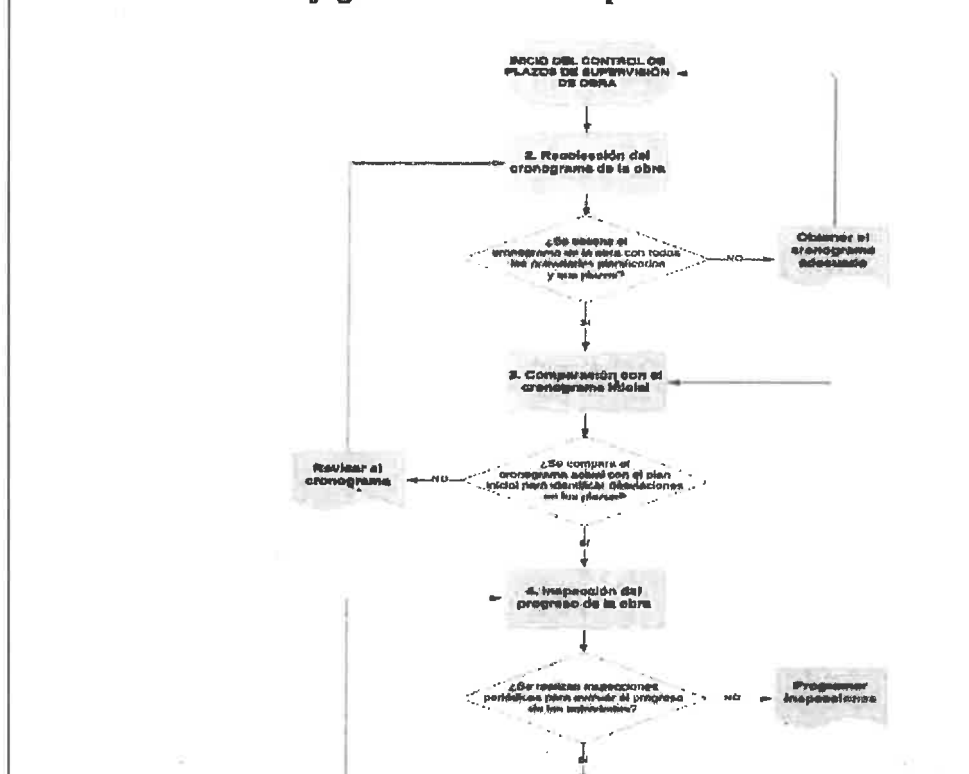 INICIO DEL CONTROL DE
PLAZOS DE SUPERVISIÓN
DE OBRA
2. Recolección del
cronograma de la obra
¿Se obtiene el
cronograma de la obra con todas
las actividades planificadas
y sus plazos?
NO
Obtener el
cronograma
adecuado
SI
3. Comparación con el
cronograma inicial
¿Se compara el
cronograma actual con el plan
inicial para identificar desviaciones
en los plazos?
NO
Revisar el
cronograma
SI
4. Inspección del
progreso de la obra
¿Se realizan inspecciones
periódicas para evaluar el progreso
de las actividades?
NO
Programar
inspecciones
SI